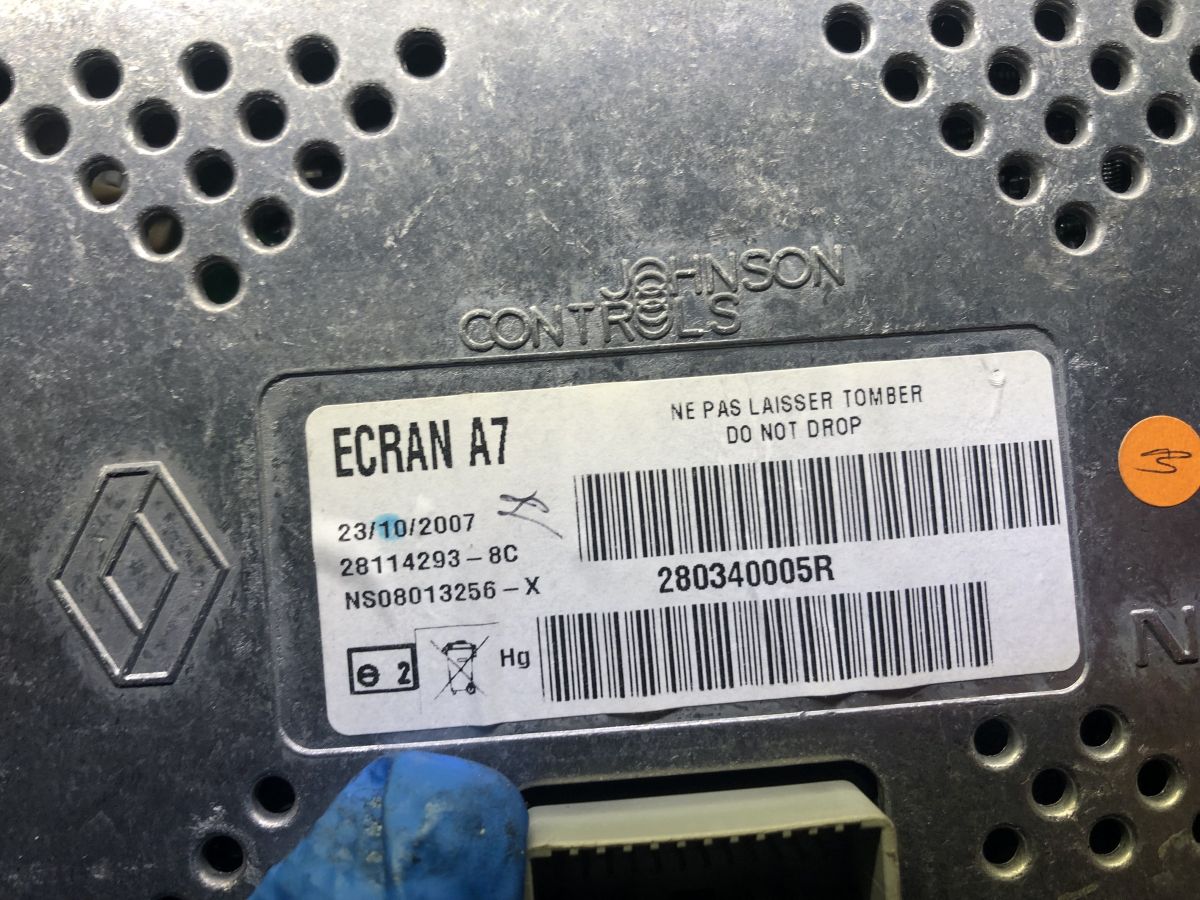 JOHNSON
CONTROLS
ECRAN A7
NE PAS LAISSER TOMBER
DO NOT DROP
23/10/2007
28114293-8C
NS08013256-X
280340005R
2
Hg